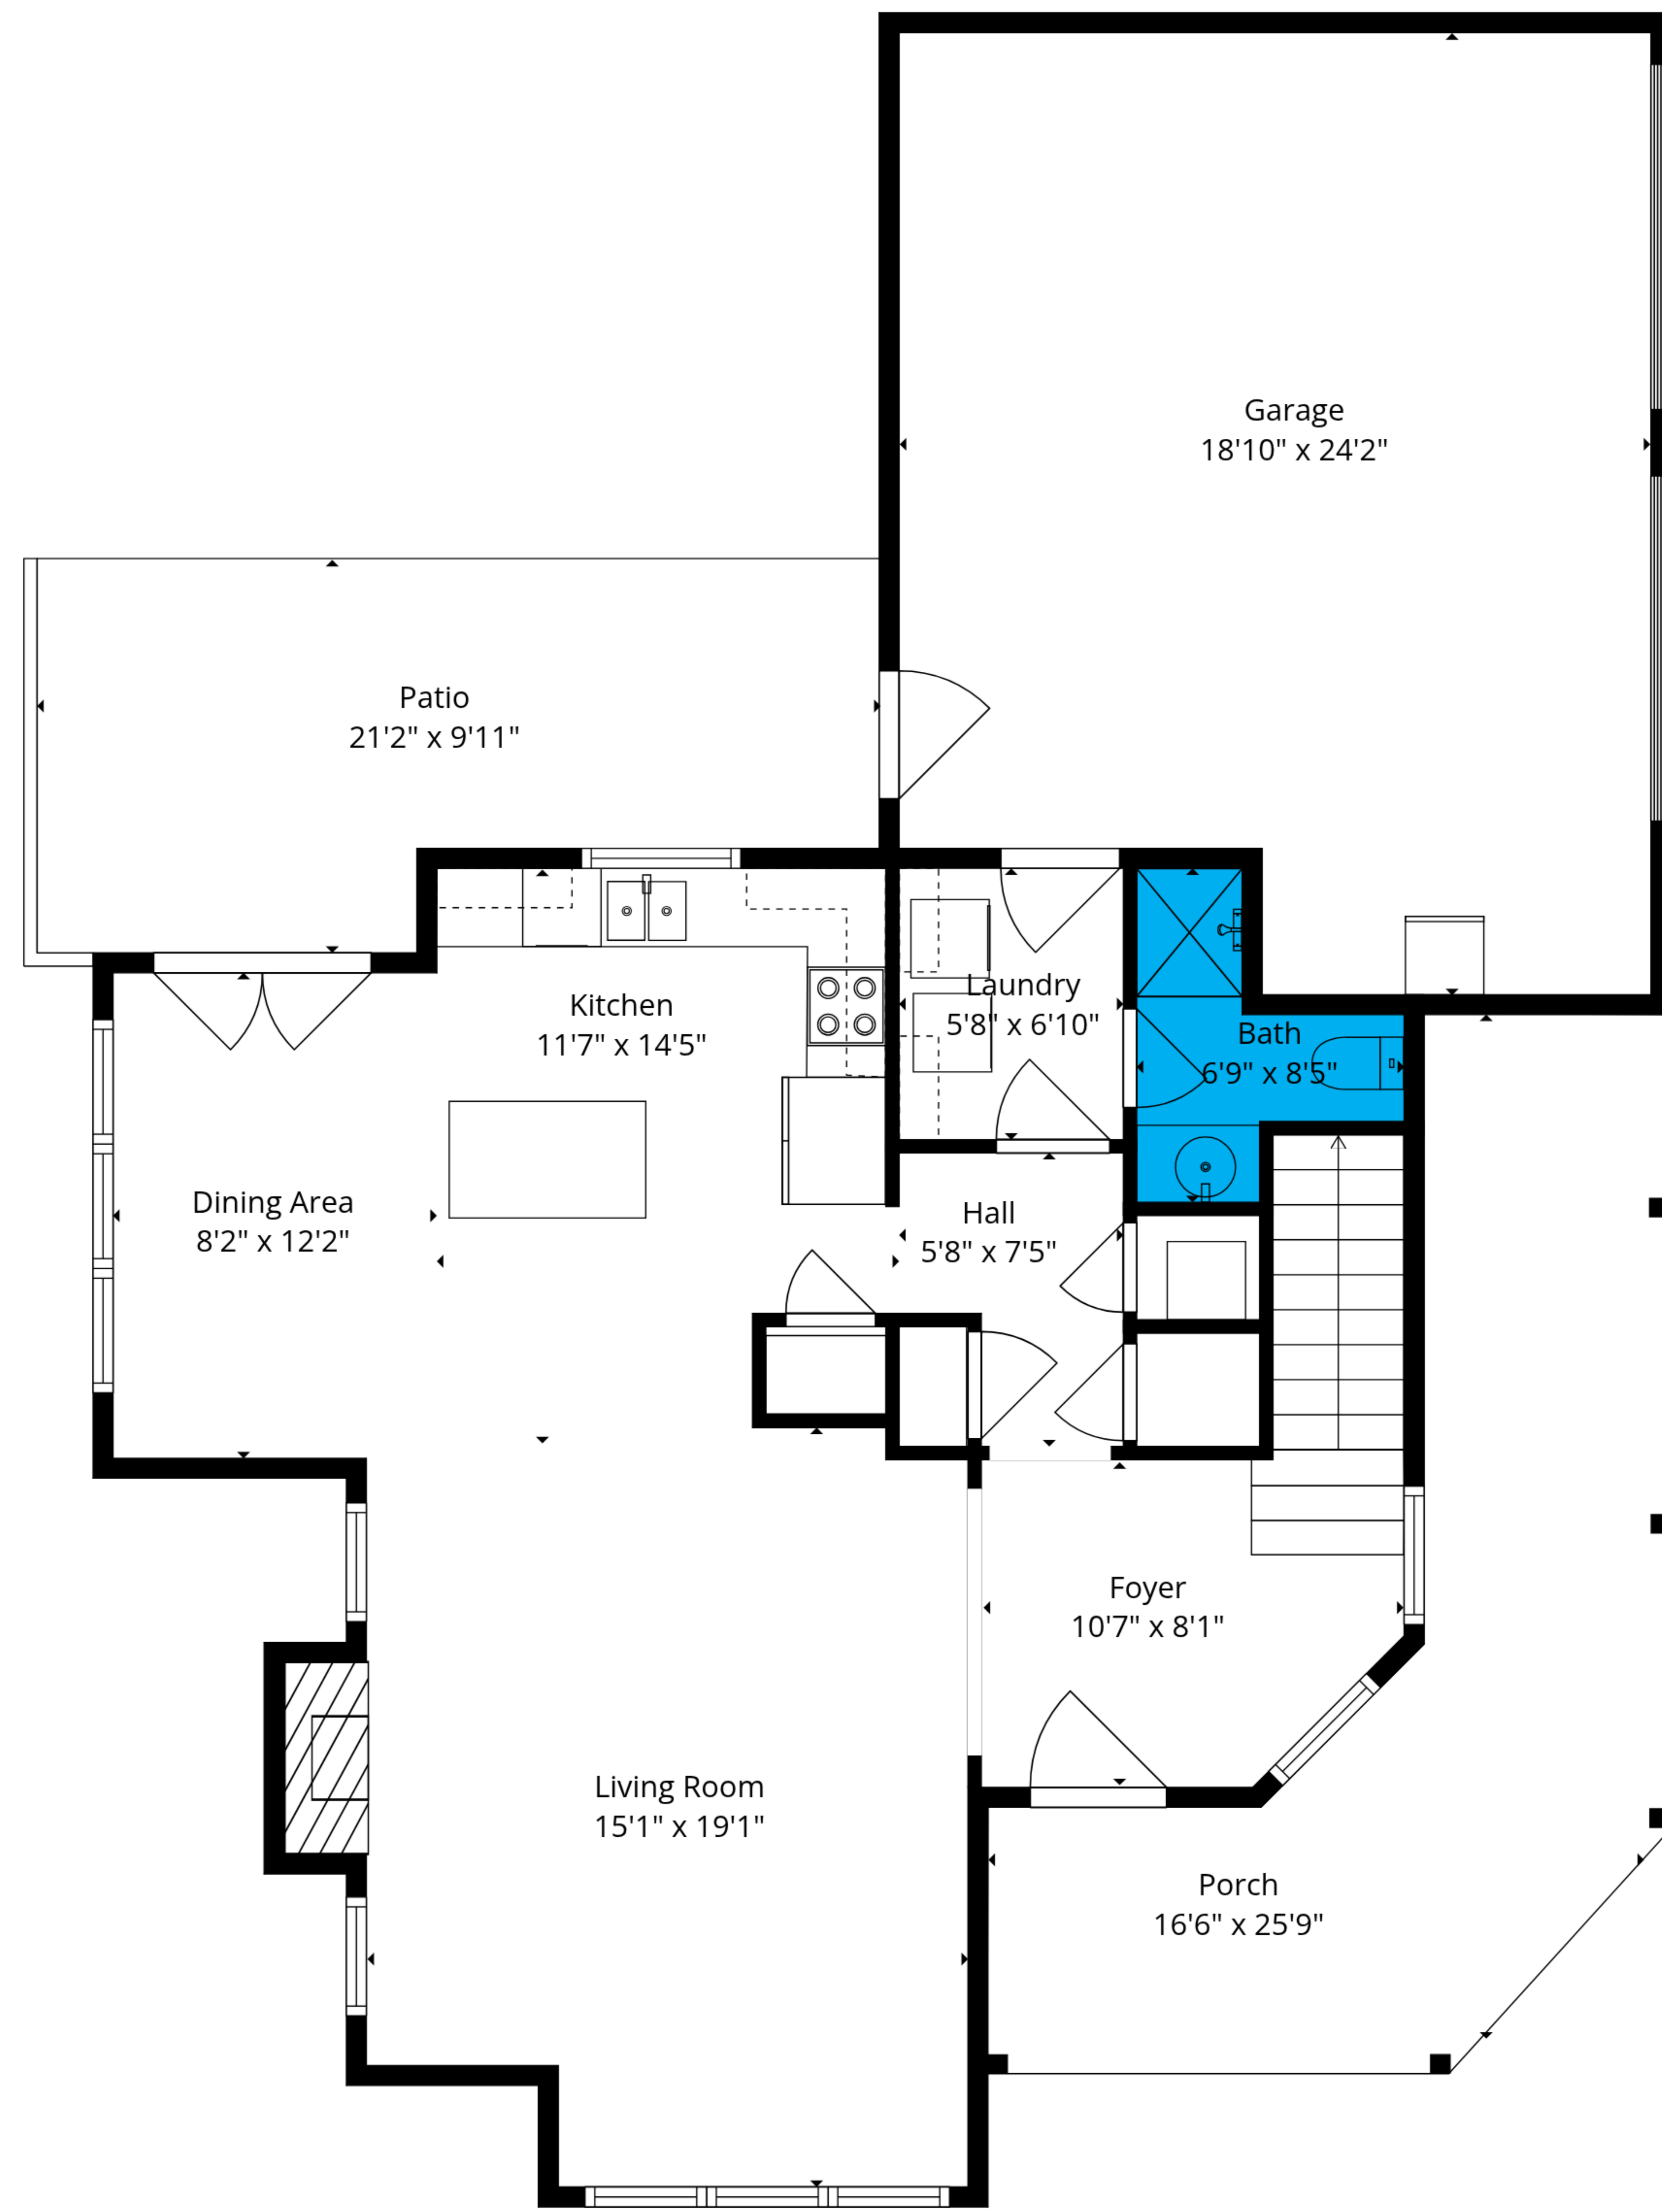 Garage
18'10" x 24'2"
Patio
21'2" x 9'11"
Kitchen
11'7" x 14'5"
Laundry
5'8" x 6'10"
Bath
6'9" x 8'5"
Dining Area
8'2" x 12'2"
Hall
5'8" x 7'5"
Foyer
10'7" x 8'1"
Living Room
15'1" x 19'1"
Porch
16'6" x 25'9"